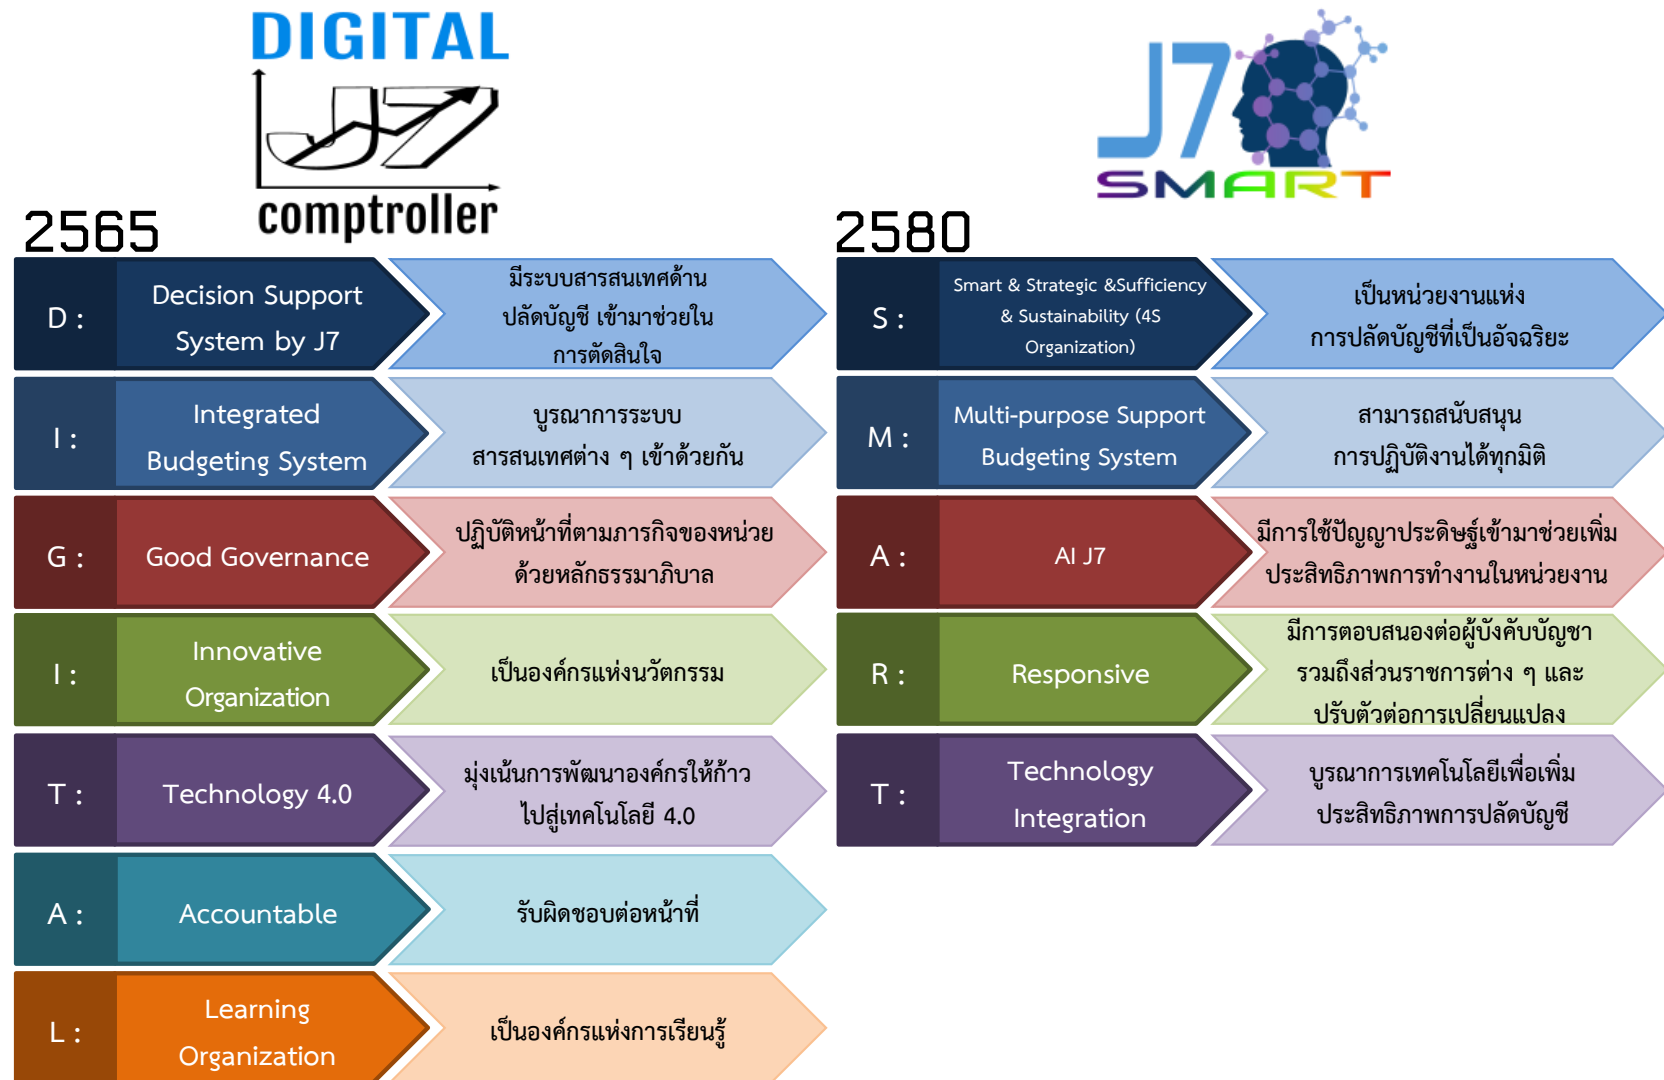 DIGITAL
J7
comptroller
2565
D :
Decision Support
System by J7
มีระบบสารสนเทศด้าน
ปลัดบัญชี เข้ามาช่วยใน
การตัดสินใจ
I :
Integrated
Budgeting System
บูรณาการระบบ
สารสนเทศต่าง ๆ เข้าด้วยกัน
G :
Good Governance
ปฏิบัติหน้าที่ตามภารกิจของหน่วย
ด้วยหลักธรรมาภิบาล
I :
Innovative
Organization
เป็นองค์กรแห่งนวัตกรรม
T :
Technology 4.0
มุ่งเน้นการพัฒนาองค์กรให้ก้าว
ไปสู่เทคโนโลยี 4.0
A :
Accountable
รับผิดชอบต่อหน้าที่
L :
Learning
Organization
เป็นองค์กรแห่งการเรียนรู้
J7
SMART
2580
S :
Smart & Strategic &Sufficiency
& Sustainability (4S
Organization)
เป็นหน่วยงานแห่ง
การปลัดบัญชีที่เป็นอัจฉริยะ
M :
Multi-purpose Support
Budgeting System
สามารถสนับสนุน
การปฏิบัติงานได้ทุกมิติ
A :
AI J7
มีการใช้ปัญญาประดิษฐ์เข้ามาช่วยเพิ่ม
ประสิทธิภาพการทำงานในหน่วยงาน
R :
Responsive
มีการตอบสนองต่อผู้บังคับบัญชา
รวมถึงส่วนราชการต่าง ๆ และ
ปรับตัวต่อการเปลี่ยนแปลง
T :
Technology
Integration
บูรณาการเทคโนโลยีเพื่อเพิ่ม
ประสิทธิภาพการปลัดบัญชี